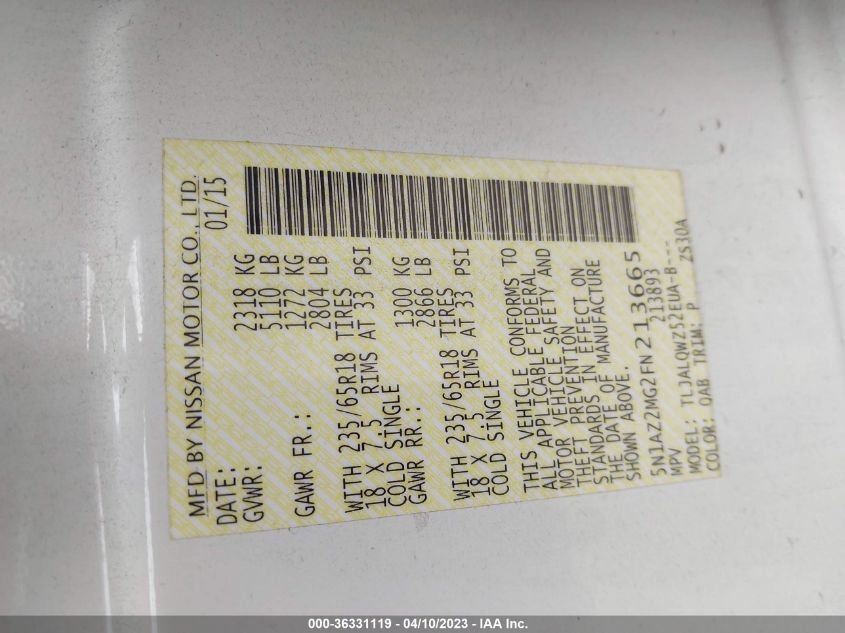 MFD BY NISSAN MOTOR CO., LTD.
DATE: 01/15
GVWR: 2318 KG
5110 LB
GAWR FR.: 1272 KG
2804 LB
WITH 235/65R18 TIRES
18 X 7.5 RIMS AT 33 PSI
COLD SINGLE
GAWR RR.: 1300 KG
2866 LB
WITH 235/65R18 TIRES
18 X 7.5 RIMS AT 33 PSI
COLD SINGLE
THIS VEHICLE CONFORMS TO
ALL APPLICABLE FEDERAL
MOTOR VEHICLE SAFETY AND
THEFT PREVENTION
STANDARDS IN EFFECT ON
THE DATE OF MANUFACTURE
SHOWN ABOVE.
5N1AZ2MG2FN213665
MPV 213893
MODEL: TLJALQWZ52EUA-B---
COLOR: QAB TRIM: P ZS30A
000-36331119 - 04/10/2023 - IAA Inc.